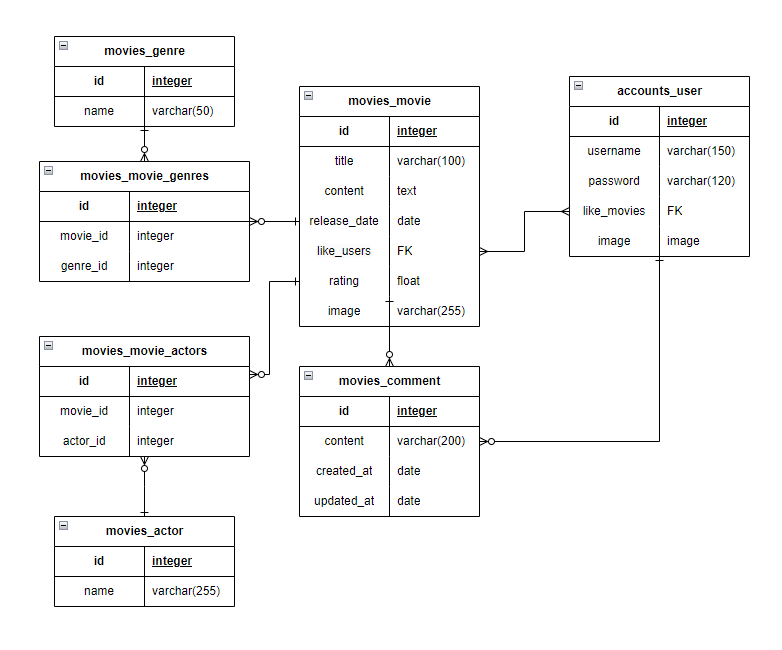 movies_genre
id integer
name varchar(50)
movies_movie_genres
id integer
movie_id integer
genre_id integer
movies_movie_actors
id integer
movie_id integer
actor_id integer
movies_actor
id integer
name varchar(255)
movies_movie
id integer
title varchar(100)
content text
release_date date
like_users FK
rating float
image varchar(255)
movies_comment
id integer
content varchar(200)
created_at date
updated_at date
accounts_user
id integer
username varchar(150)
password varchar(120)
like_movies FK
image image